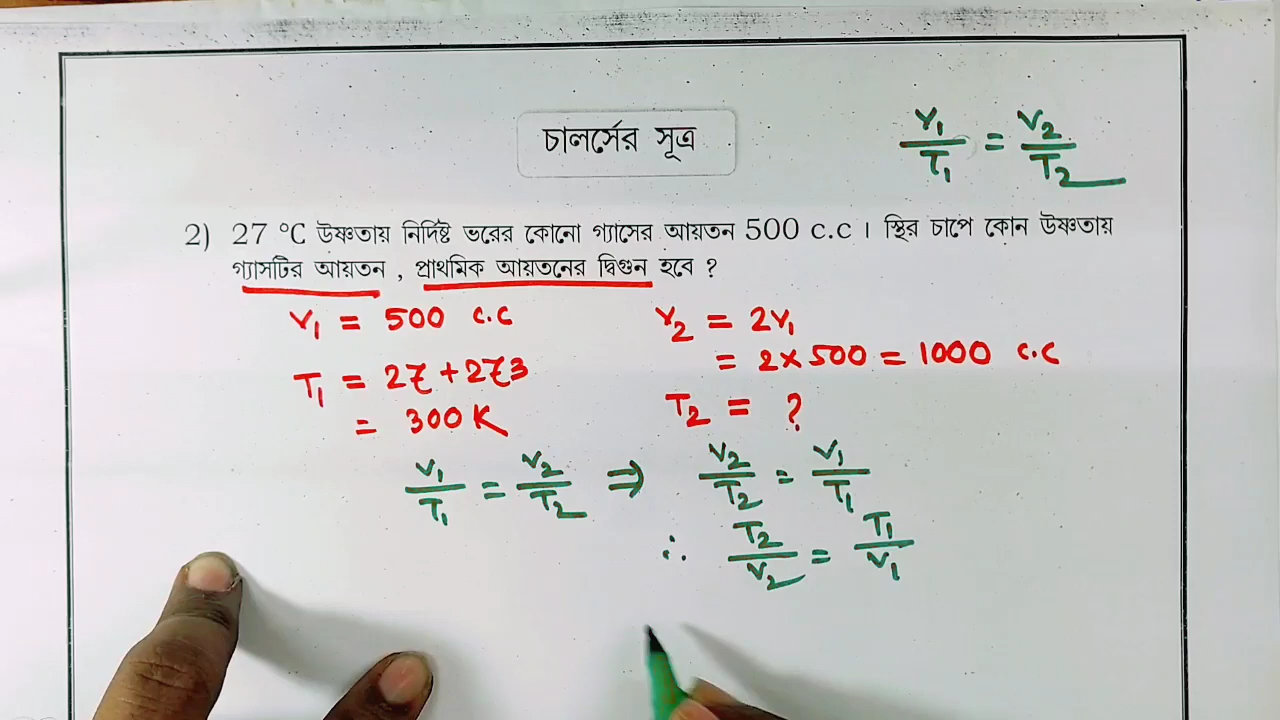 চালর্সের সূত্র
V₁/T₁ = V₂/T₂
2) 27 °C উষ্ণতায় নির্দিষ্ট ভরের কোনো গ্যাসের আয়তন 500 c.c । স্থির চাপে কোন উষ্ণতায়
গ্যাসটির আয়তন , প্রাথমিক আয়তনের দ্বিগুন হবে ?
V₁ = 500 c.c V₂ = 2V₁
= 2×500 = 1000 c.c
T₁ = 27+273
= 300K T₂ = ?
V₁/T₁ = V₂/T₂ ⇒ V₂/T₂ = V₁/T₁
∴ T₂/V₂ = T₁/V₁